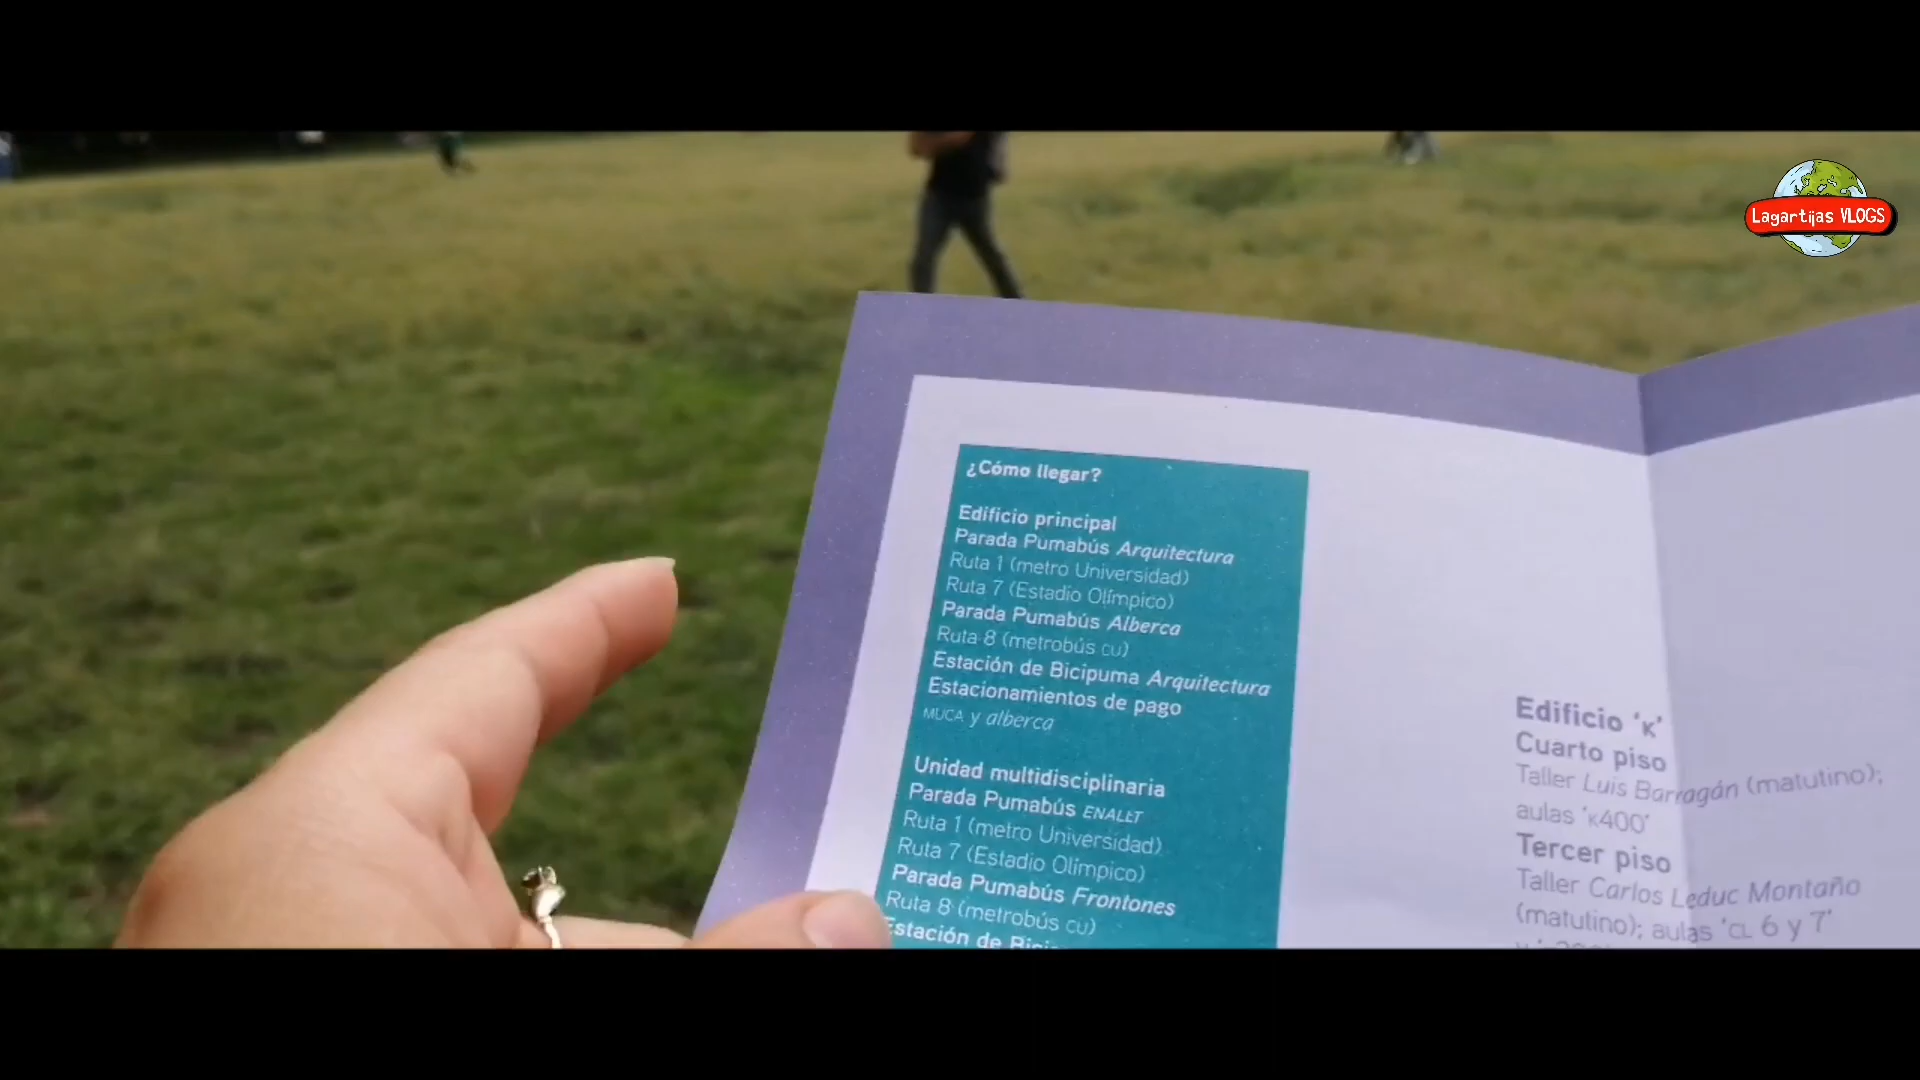 Lagartijas VLOGS
¿Cómo llegar?
Edificio principal
Parada Pumabús Arquitectura
Ruta 1 (metro Universidad)
Ruta 7 (Estadio Olímpico)
Parada Pumabús Alberca
Ruta 8 (metrobús CU)
Estación de Bicipuma Arquitectura
Estacionamientos de pago
MUCA y alberca
Unidad multidisciplinaria
Parada Pumabús ENALLT
Ruta 1 (metro Universidad)
Ruta 7 (Estadio Olímpico)
Parada Pumabús Frontones
Ruta 8 (metrobús CU)
Estación de
Edificio ‘K’
Cuarto piso
Taller Luis Barragán (matutino);
aulas ‘K400’
Tercer piso
Taller Carlos Leduc Montaño
(matutino); aulas ‘CL 6 y 7’